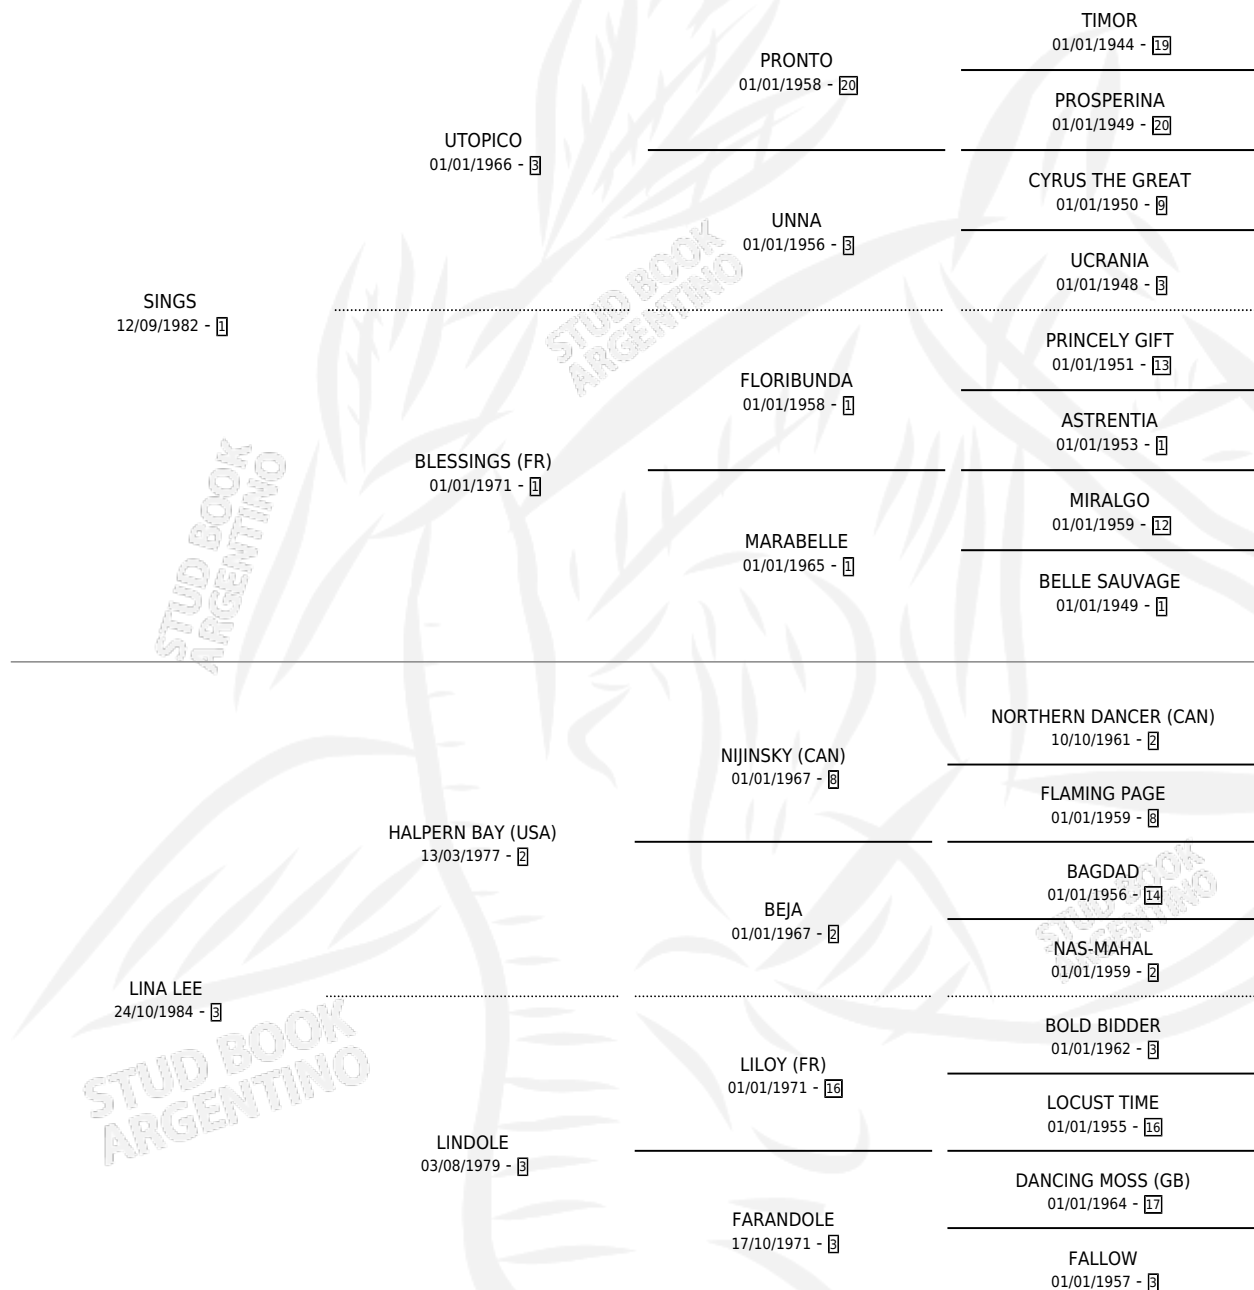 TIMOR
01/01/1944 - 19
PRONTO
01/01/1958 - 20
PROSPERINA
01/01/1949 - 20
UTOPICO
01/01/1966 - 3
CYRUS THE GREAT
01/01/1950 - 9
UNNA
01/01/1956 - 3
UCRANIA
01/01/1948 - 3
SINGS
12/09/1982 - 1
PRINCELY GIFT
01/01/1951 - 13
FLORIBUNDA
01/01/1958 - 1
ASTRENTIA
01/01/1953 - 1
BLESSINGS (FR)
01/01/1971 - 1
MIRALGO
01/01/1959 - 12
MARABELLE
01/01/1965 - 1
BELLE SAUVAGE
01/01/1949 - 1
STUD BOOK
ARGENTINO
STUD BOOK
ARGENTINO
NORTHERN DANCER (CAN)
10/10/1961 - 2
NIJINSKY (CAN)
01/01/1967 - 8
FLAMING PAGE
01/01/1959 - 8
HALPERN BAY (USA)
13/03/1977 - 2
BAGDAD
01/01/1956 - 14
BEJA
01/01/1967 - 2
NAS-MAHAL
01/01/1959 - 2
LINA LEE
24/10/1984 - 3
BOLD BIDDER
01/01/1962 - 3
LILOY (FR)
01/01/1971 - 16
LOCUST TIME
01/01/1955 - 16
LINDOLE
03/08/1979 - 3
DANCING MOSS (GB)
01/01/1964 - 17
FARANDOLE
17/10/1971 - 3
FALLOW
01/01/1957 - 3
STUD BOOK
ARGENTINO
STUD BOOK
ARGENTINO